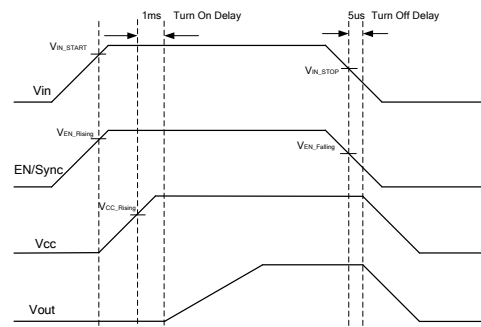 1ms Turn On Delay
5us Turn Off Delay
VIN_START
VIN_STOP
Vin
VEN_Rising
VEN_Falling
EN/Sync
VCC_Rising
Vcc
Vout